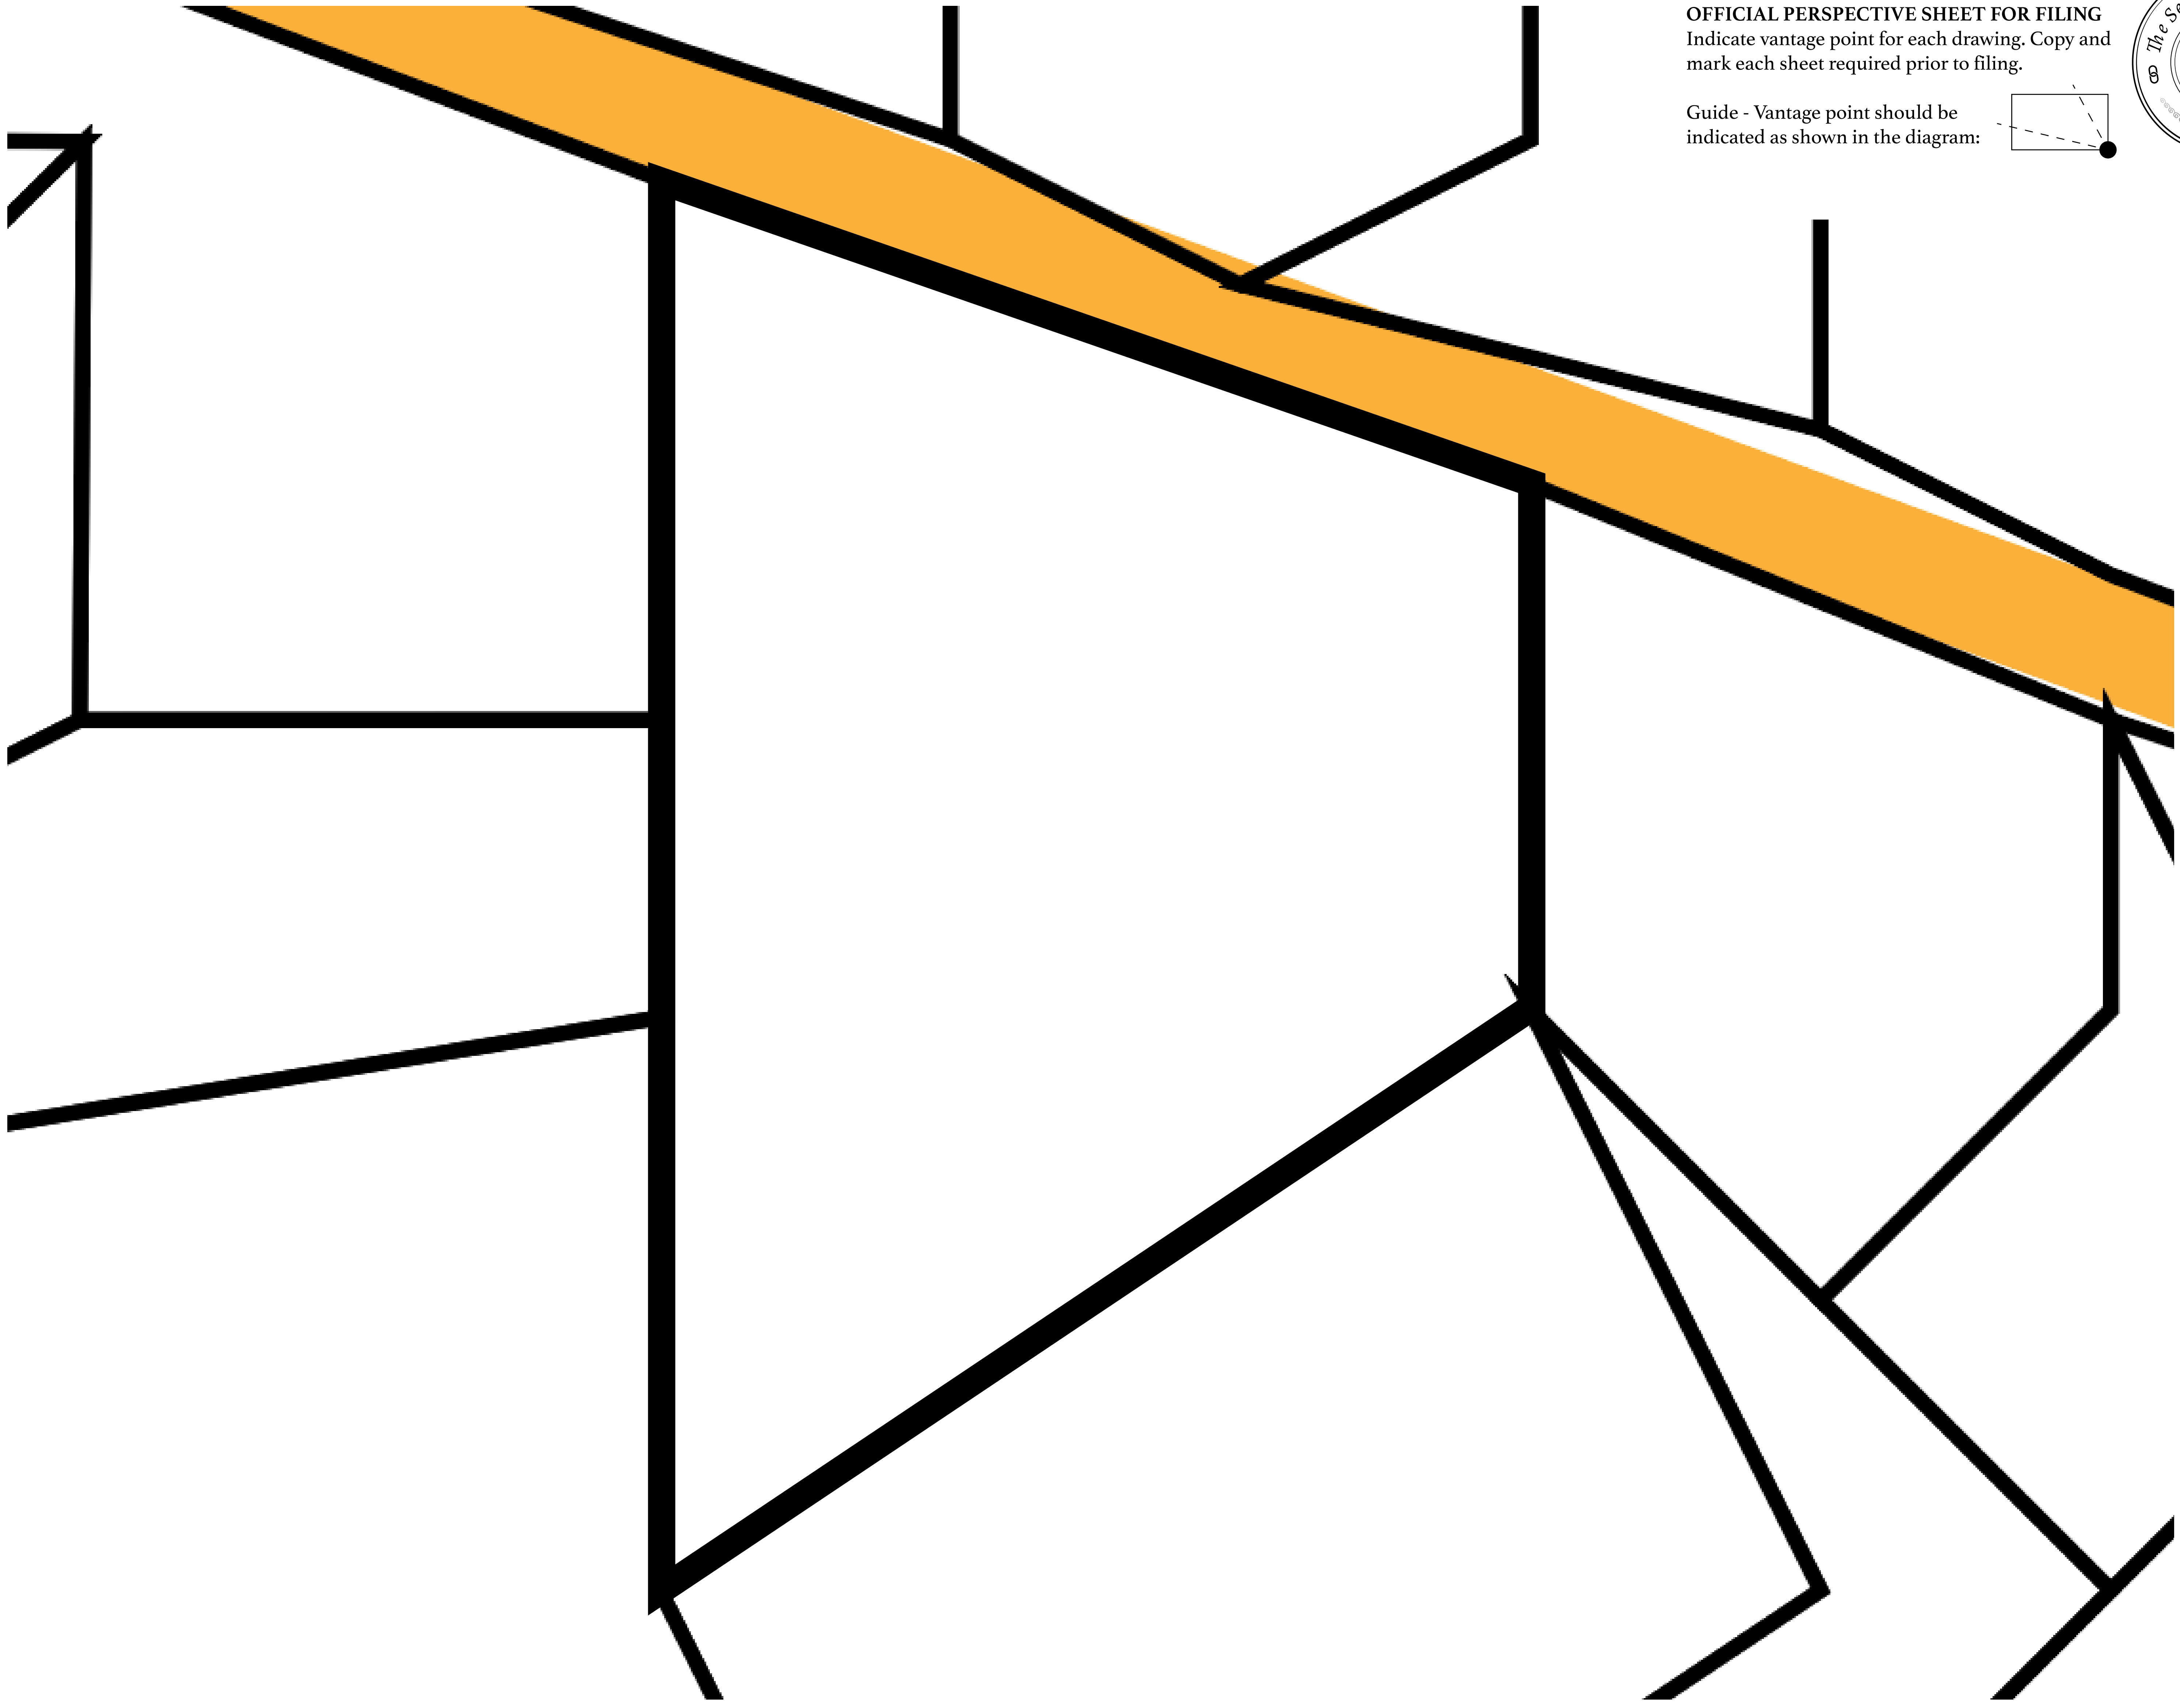 OFFICIAL PERSPECTIVE SHEET FOR FILING
Indicate vantage point for each drawing. Copy and
mark each sheet required prior to filing.
Guide - Vantage point should be
indicated as shown in the diagram:
The